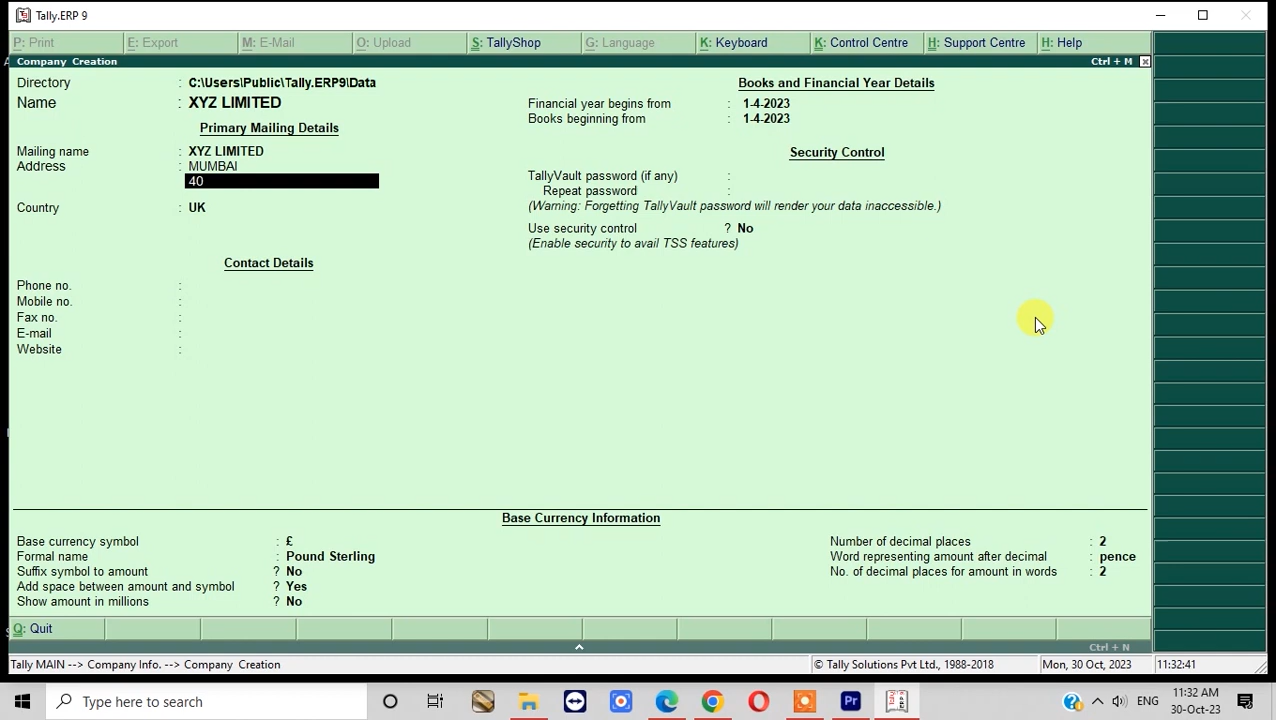 Tally.ERP 9
P: Print E: Export M: E-Mail O: Upload S: TallyShop G: Language K: Keyboard K: Control Centre H: Support Centre H: Help
Company Creation Ctrl + M
Directory : C:\Users\Public\Tally.ERP9\Data
Name : XYZ LIMITED
Primary Mailing Details
Mailing name : XYZ LIMITED
Address : MUMBAI
40
Country : UK
Contact Details
Phone no. :
Mobile no. :
Fax no. :
E-mail :
Website :
Books and Financial Year Details
Financial year begins from : 1-4-2023
Books beginning from : 1-4-2023
Security Control
TallyVault password (if any) :
Repeat password :
(Warning: Forgetting TallyVault password will render your data inaccessible.)
Use security control ? No
(Enable security to avail TSS features)
Base Currency Information
Base currency symbol : £
Formal name : Pound Sterling
Suffix symbol to amount ? No
Add space between amount and symbol ? Yes
Show amount in millions ? No
Number of decimal places : 2
Word representing amount after decimal : pence
No. of decimal places for amount in words : 2
Q: Quit
Ctrl + N
Tally MAIN --> Company Info. --> Company Creation © Tally Solutions Pvt Ltd., 1988-2018 Mon, 30 Oct, 2023 11:32:41
Type here to search
Pr
ENG
11:32 AM
30-Oct-23